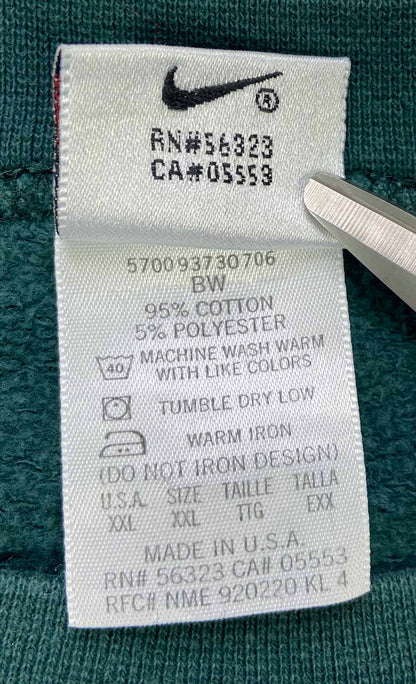 ®
RN#56323
CA#05553
570093730706
BW
95% COTTON
5% POLYESTER
40 MACHINE WASH WARM
WITH LIKE COLORS
TUMBLE DRY LOW
WARM IRON
(DO NOT IRON DESIGN)
U.S.A. SIZE TAILLE TALLA
XXL XXL TTG EXX
MADE IN U.S.A.
RN# 56323 CA# 05553
RFC# NME 920220 KL 4